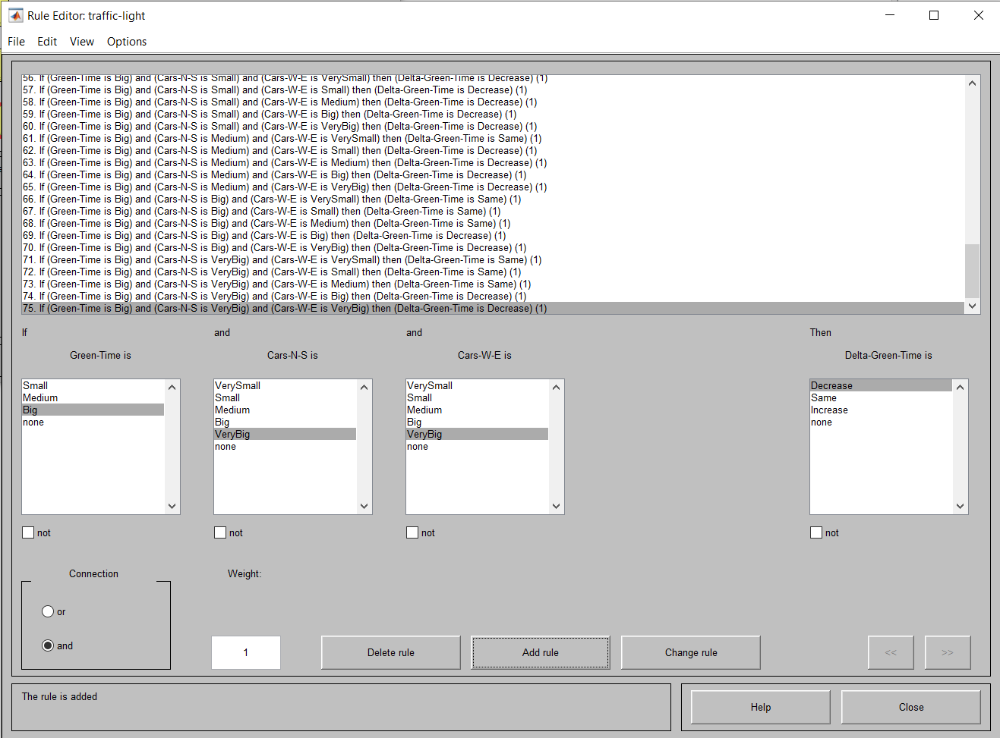 Rule Editor: traffic-light
File Edit View Options
56. If (Green-Time is Big) and (Cars-N-S is Small) and (Cars-W-E is VerySmall) then (Delta-Green-Time is Decrease) (1)
57. If (Green-Time is Big) and (Cars-N-S is Small) and (Cars-W-E is Small) then (Delta-Green-Time is Decrease) (1)
58. If (Green-Time is Big) and (Cars-N-S is Small) and (Cars-W-E is Medium) then (Delta-Green-Time is Decrease) (1)
59. If (Green-Time is Big) and (Cars-N-S is Small) and (Cars-W-E is Big) then (Delta-Green-Time is Decrease) (1)
60. If (Green-Time is Big) and (Cars-N-S is Small) and (Cars-W-E is VeryBig) then (Delta-Green-Time is Decrease) (1)
61. If (Green-Time is Big) and (Cars-N-S is Medium) and (Cars-W-E is VerySmall) then (Delta-Green-Time is Same) (1)
62. If (Green-Time is Big) and (Cars-N-S is Medium) and (Cars-W-E is Small) then (Delta-Green-Time is Decrease) (1)
63. If (Green-Time is Big) and (Cars-N-S is Medium) and (Cars-W-E is Medium) then (Delta-Green-Time is Decrease) (1)
64. If (Green-Time is Big) and (Cars-N-S is Medium) and (Cars-W-E is Big) then (Delta-Green-Time is Decrease) (1)
65. If (Green-Time is Big) and (Cars-N-S is Medium) and (Cars-W-E is VeryBig) then (Delta-Green-Time is Decrease) (1)
66. If (Green-Time is Big) and (Cars-N-S is Big) and (Cars-W-E is VerySmall) then (Delta-Green-Time is Same) (1)
67. If (Green-Time is Big) and (Cars-N-S is Big) and (Cars-W-E is Small) then (Delta-Green-Time is Same) (1)
68. If (Green-Time is Big) and (Cars-N-S is Big) and (Cars-W-E is Medium) then (Delta-Green-Time is Same) (1)
69. If (Green-Time is Big) and (Cars-N-S is Big) and (Cars-W-E is Big) then (Delta-Green-Time is Decrease) (1)
70. If (Green-Time is Big) and (Cars-N-S is Big) and (Cars-W-E is VeryBig) then (Delta-Green-Time is Decrease) (1)
71. If (Green-Time is Big) and (Cars-N-S is VeryBig) and (Cars-W-E is VerySmall) then (Delta-Green-Time is Same) (1)
72. If (Green-Time is Big) and (Cars-N-S is VeryBig) and (Cars-W-E is Small) then (Delta-Green-Time is Same) (1)
73. If (Green-Time is Big) and (Cars-N-S is VeryBig) and (Cars-W-E is Medium) then (Delta-Green-Time is Same) (1)
74. If (Green-Time is Big) and (Cars-N-S is VeryBig) and (Cars-W-E is Big) then (Delta-Green-Time is Decrease) (1)
75. If (Green-Time is Big) and (Cars-N-S is VeryBig) and (Cars-W-E is VeryBig) then (Delta-Green-Time is Decrease) (1)
If and and Then
Green-Time is Cars-N-S is Cars-W-E is Delta-Green-Time is
Small VerySmall VerySmall Decrease
Medium Small Small Same
Big Medium Medium Increase
none Big Big none
VeryBig VeryBig
none none
not not not not
Connection Weight:
or
and
1 Delete rule Add rule Change rule << >>
The rule is added
Help Close